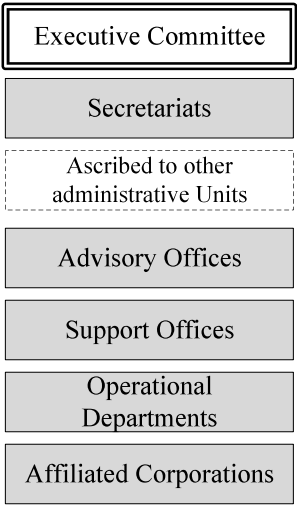 Executive Committee
Secretariats
Ascribed to other
administrative Units
Advisory Offices
Support Offices
Operational
Departments
Affiliated Corporations